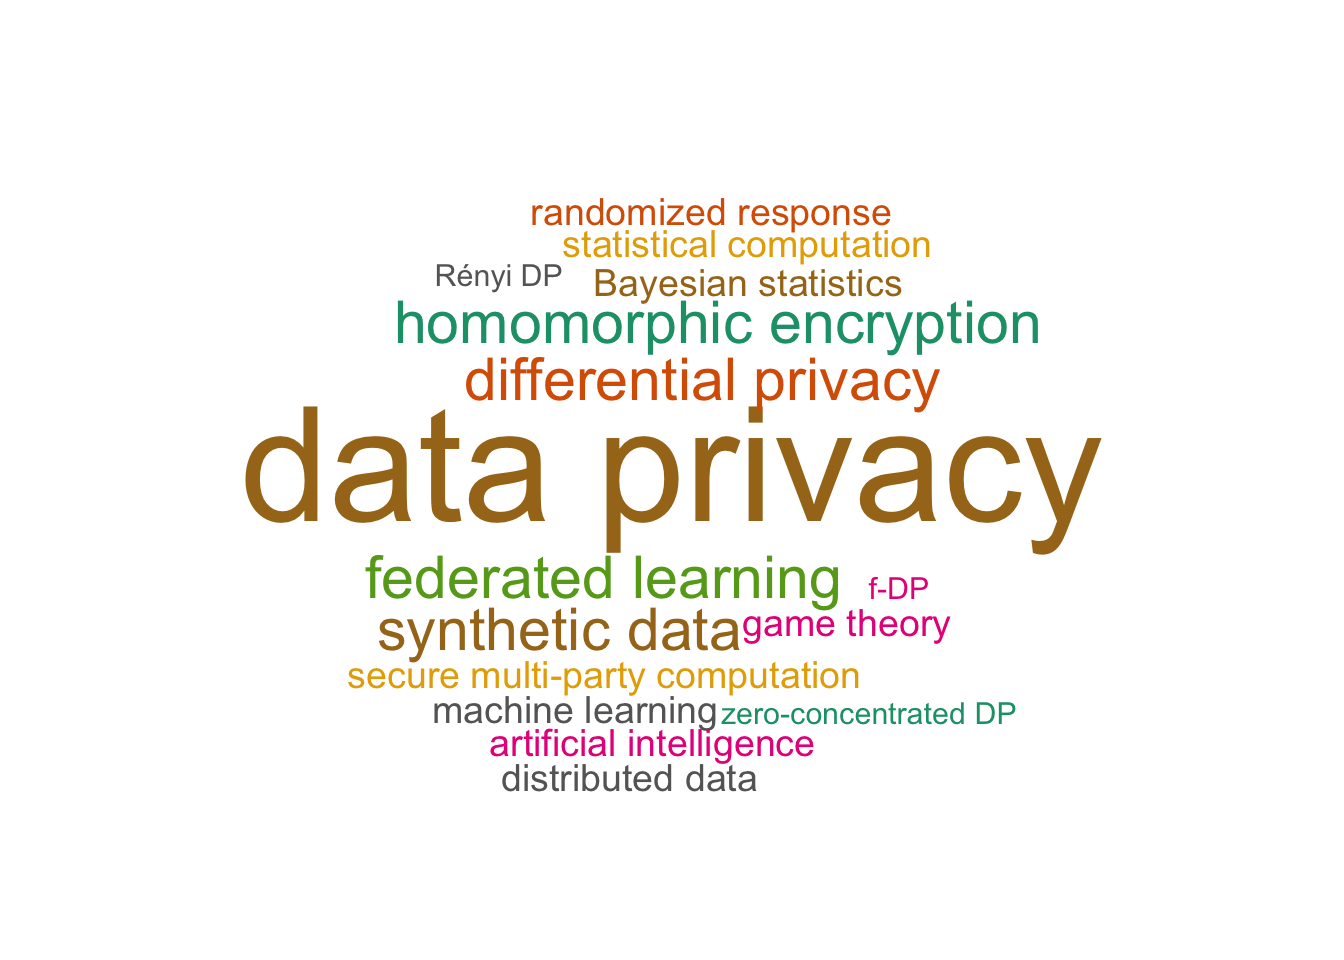 randomized response
statistical computation
Rényi DP
Bayesian statistics
homomorphic encryption
differential privacy
data privacy
federated learning
f-DP
synthetic data
game theory
secure multi-party computation
machine learning
zero-concentrated DP
artificial intelligence
distributed data